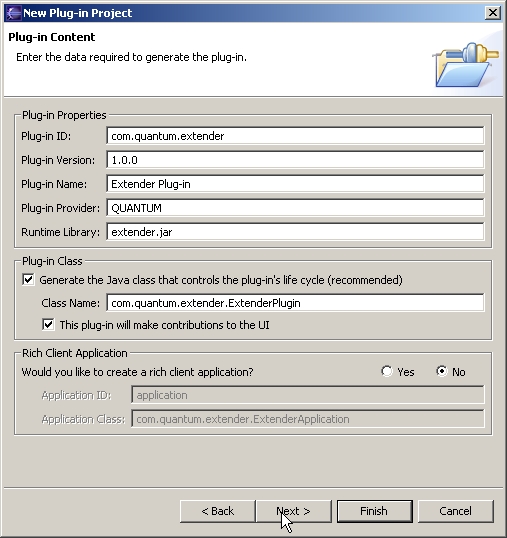 New Plug-in Project
Plug-in Content
Enter the data required to generate the plug-in.
Plug-in Properties
Plug-in ID: com.quantum.extender
Plug-in Version: 1.0.0
Plug-in Name: Extender Plug-in
Plug-in Provider: QUANTUM
Runtime Library: extender.jar
Plug-in Class
Generate the Java class that controls the plug-in's life cycle (recommended)
Class Name: com.quantum.extender.ExtenderPlugin
This plug-in will make contributions to the UI
Rich Client Application
Would you like to create a rich client application? Yes No
Application ID: application
Application Class: com.quantum.extender.ExtenderApplication
< Back Next > Finish Cancel